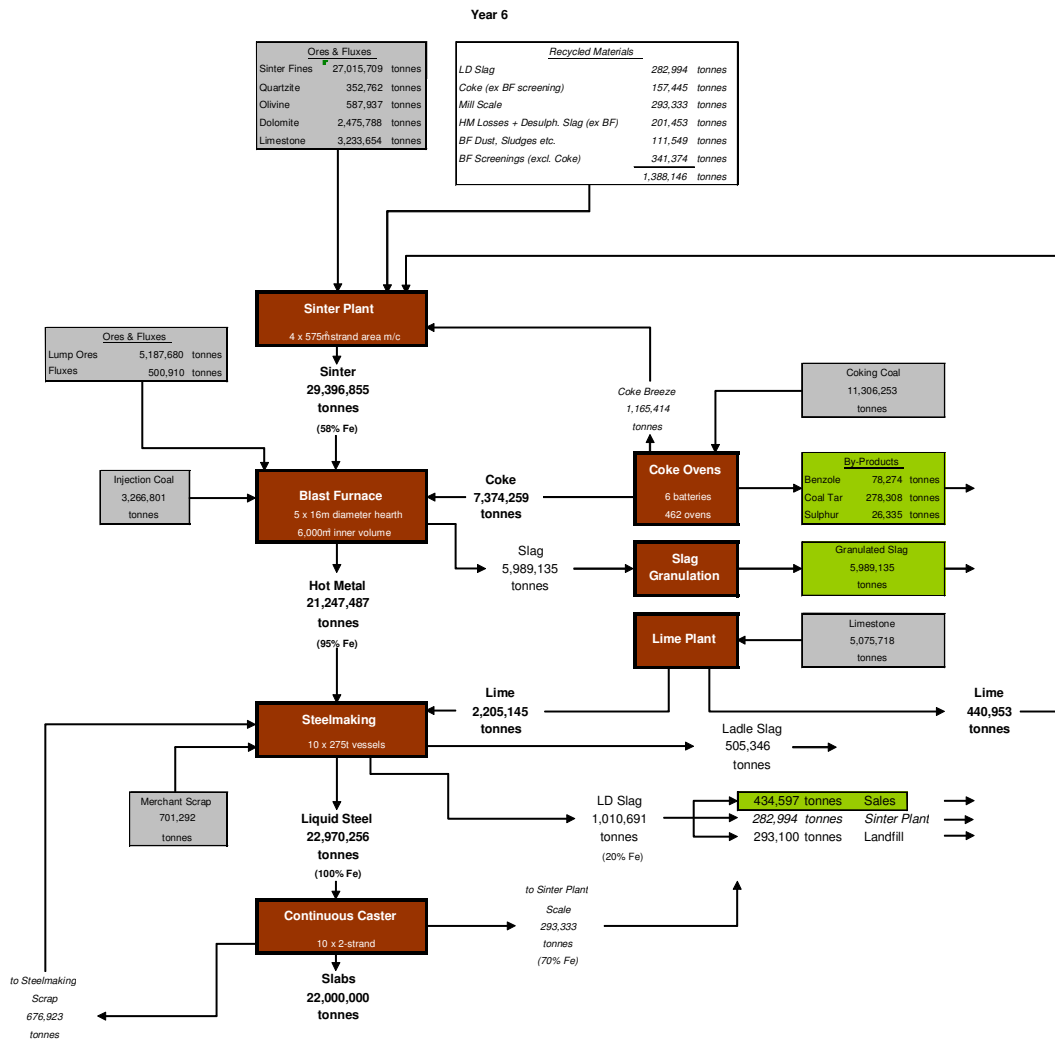 Year 6
Ores & Fluxes
Sinter Fines 27,015,709 tonnes
Quartzite 352,762 tonnes
Olivine 587,937 tonnes
Dolomite 2,475,788 tonnes
Limestone 3,233,654 tonnes
Recycled Materials
LD Slag 282,994 tonnes
Coke (ex BF screening) 157,445 tonnes
Mill Scale 293,333 tonnes
HM Losses + Desulph. Slag (ex BF) 201,453 tonnes
BF Dust, Sludges etc. 111,549 tonnes
BF Screenings (excl. Coke) 341,374 tonnes
1,388,146 tonnes
Sinter Plant
4 x 575m² strand area m/c
Ores & Fluxes
Lump Ores 5,187,680 tonnes
Fluxes 500,910 tonnes
Sinter
29,396,855
tonnes
(58% Fe)
Coke Breeze
1,165,414
tonnes
Coking Coal
11,306,253
tonnes
Injection Coal
3,266,801
tonnes
Blast Furnace
5 x 16m diameter hearth
6,000m³ inner volume
Coke
7,374,259
tonnes
Coke Ovens
6 batteries
462 ovens
By-Products
Benzole 78,274 tonnes
Coal Tar 278,308 tonnes
Sulphur 26,335 tonnes
Slag
5,989,135
tonnes
Slag
Granulation
Granulated Slag
5,989,135
tonnes
Hot Metal
21,247,487
tonnes
(95% Fe)
Lime Plant
Limestone
5,075,718
tonnes
Steelmaking
10 x 275t vessels
Lime
2,205,145
tonnes
Lime
440,953
tonnes
Ladle Slag
505,346
tonnes
Merchant Scrap
701,292
tonnes
Liquid Steel
22,970,256
tonnes
(100% Fe)
LD Slag
1,010,691
tonnes
(20% Fe)
434,597 tonnes Sales
282,994 tonnes Sinter Plant
293,100 tonnes Landfill
Continuous Caster
10 x 2-strand
to Sinter Plant
Scale
293,333
tonnes
(70% Fe)
Slabs
22,000,000
tonnes
to Steelmaking
Scrap
676,923
tonnes